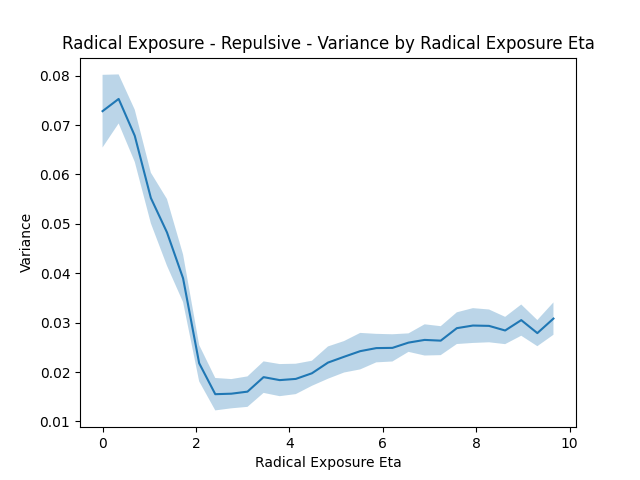 Radical Exposure - Repulsive - Variance by Radical Exposure Eta
0.08
0.07
0.06
0.05
0.04
0.03
0.02
0.01
Variance
0 2 4 6 8 10
Radical Exposure Eta